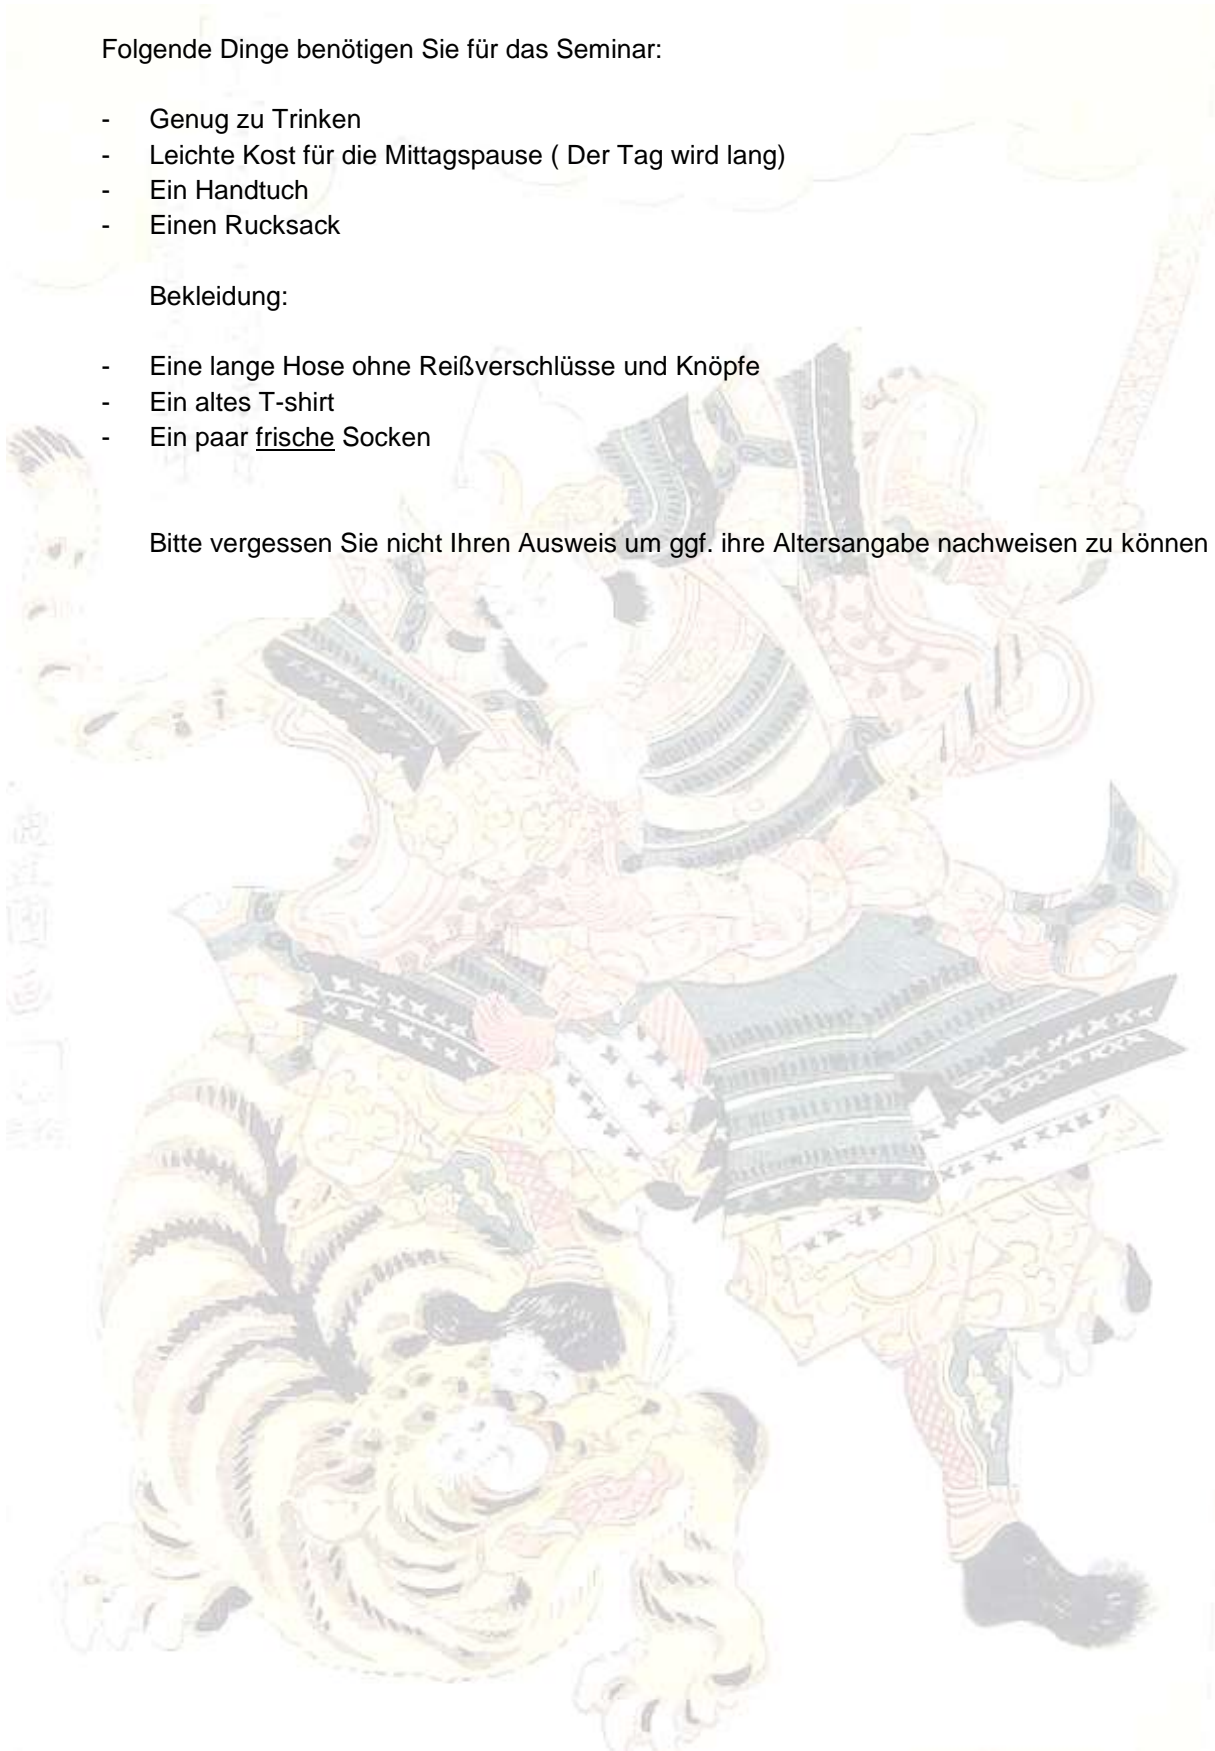 Folgende Dinge benötigen Sie für das Seminar:
- Genug zu Trinken
- Leichte Kost für die Mittagspause ( Der Tag wird lang)
- Ein Handtuch
- Einen Rucksack
Bekleidung:
- Eine lange Hose ohne Reißverschlüsse und Knöpfe
- Ein altes T-shirt
- Ein paar frische Socken
Bitte vergessen Sie nicht Ihren Ausweis um ggf. ihre Altersangabe nachweisen zu können